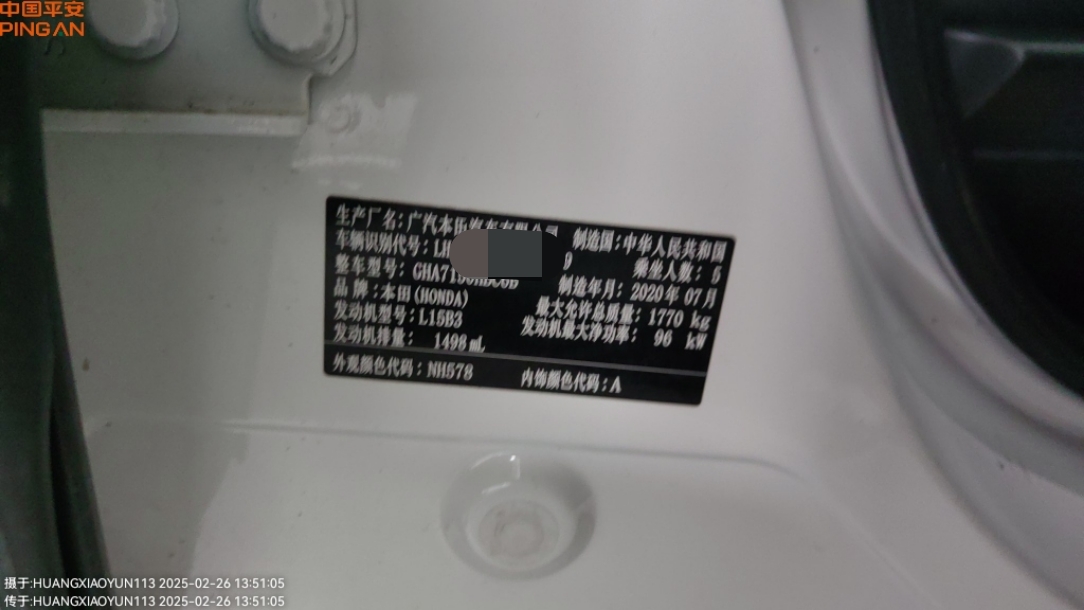 中国平安
PING AN
生产厂名：广汽本田汽车有限公司 制造国：中华人民共和国
车辆识别代号：LH 9 乘坐人数：5
整车型号： 制造年月：2020年07月
品牌：本田(HONDA) 最大允许总质量：1770 kg
发动机型号：L15B3 发动机最大净功率：96 kW
发动机排量：1498 mL
外观颜色代码：NH578 内饰颜色代码：A
摄于:HUANGXIAOYUN113 2025-02-26 13:51:05
传于:HUANGXIAOYUN113 2025-02-26 13:51:05